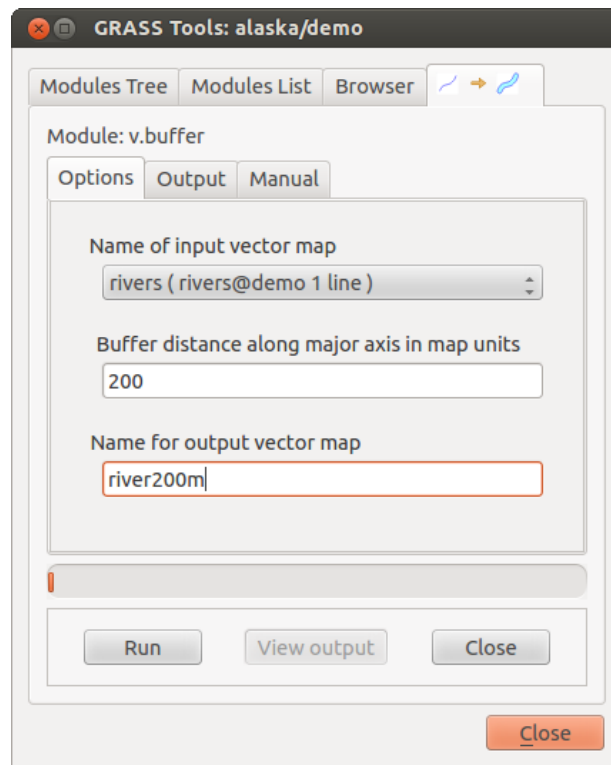 GRASS Tools: alaska/demo
Modules Tree Modules List Browser
Module: v.buffer
Options Output Manual
Name of input vector map
rivers ( rivers@demo 1 line )
Buffer distance along major axis in map units
200
Name for output vector map
river200m
Run View output Close
Close